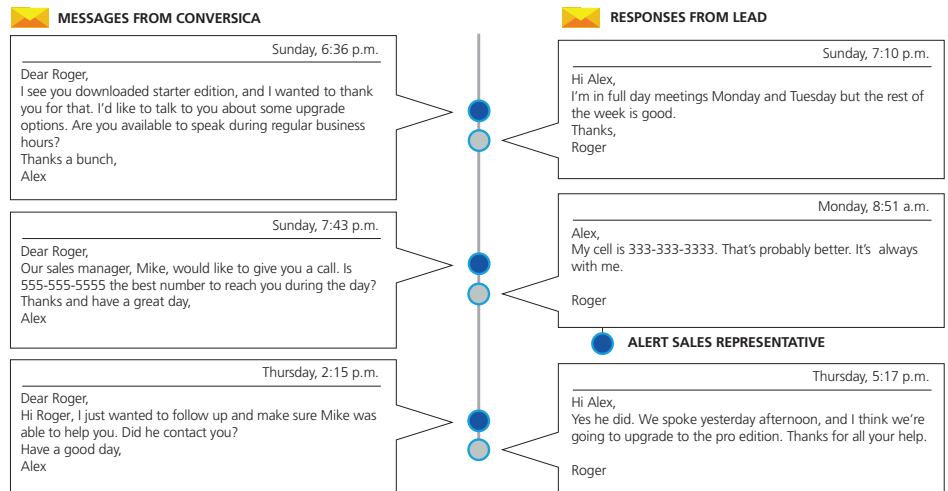 MESSAGES FROM CONVERSICA
Sunday, 6:36 p.m.
Dear Roger,
I see you downloaded starter edition, and I wanted to thank
you for that. I’d like to talk to you about some upgrade
options. Are you available to speak during regular business
hours?
Thanks a bunch,
Alex
Sunday, 7:43 p.m.
Dear Roger,
Our sales manager, Mike, would like to give you a call. Is
555-555-5555 the best number to reach you during the day?
Thanks and have a great day,
Alex
Thursday, 2:15 p.m.
Dear Roger,
Hi Roger, I just wanted to follow up and make sure Mike was
able to help you. Did he contact you?
Have a good day,
Alex
RESPONSES FROM LEAD
Sunday, 7:10 p.m.
Hi Alex,
I’m in full day meetings Monday and Tuesday but the rest of
the week is good.
Thanks,
Roger
Monday, 8:51 a.m.
Alex,
My cell is 333-333-3333. That’s probably better. It’s always
with me.
Roger
ALERT SALES REPRESENTATIVE
Thursday, 5:17 p.m.
Hi Alex,
Yes he did. We spoke yesterday afternoon, and I think we’re
going to upgrade to the pro edition. Thanks for all your help.
Roger